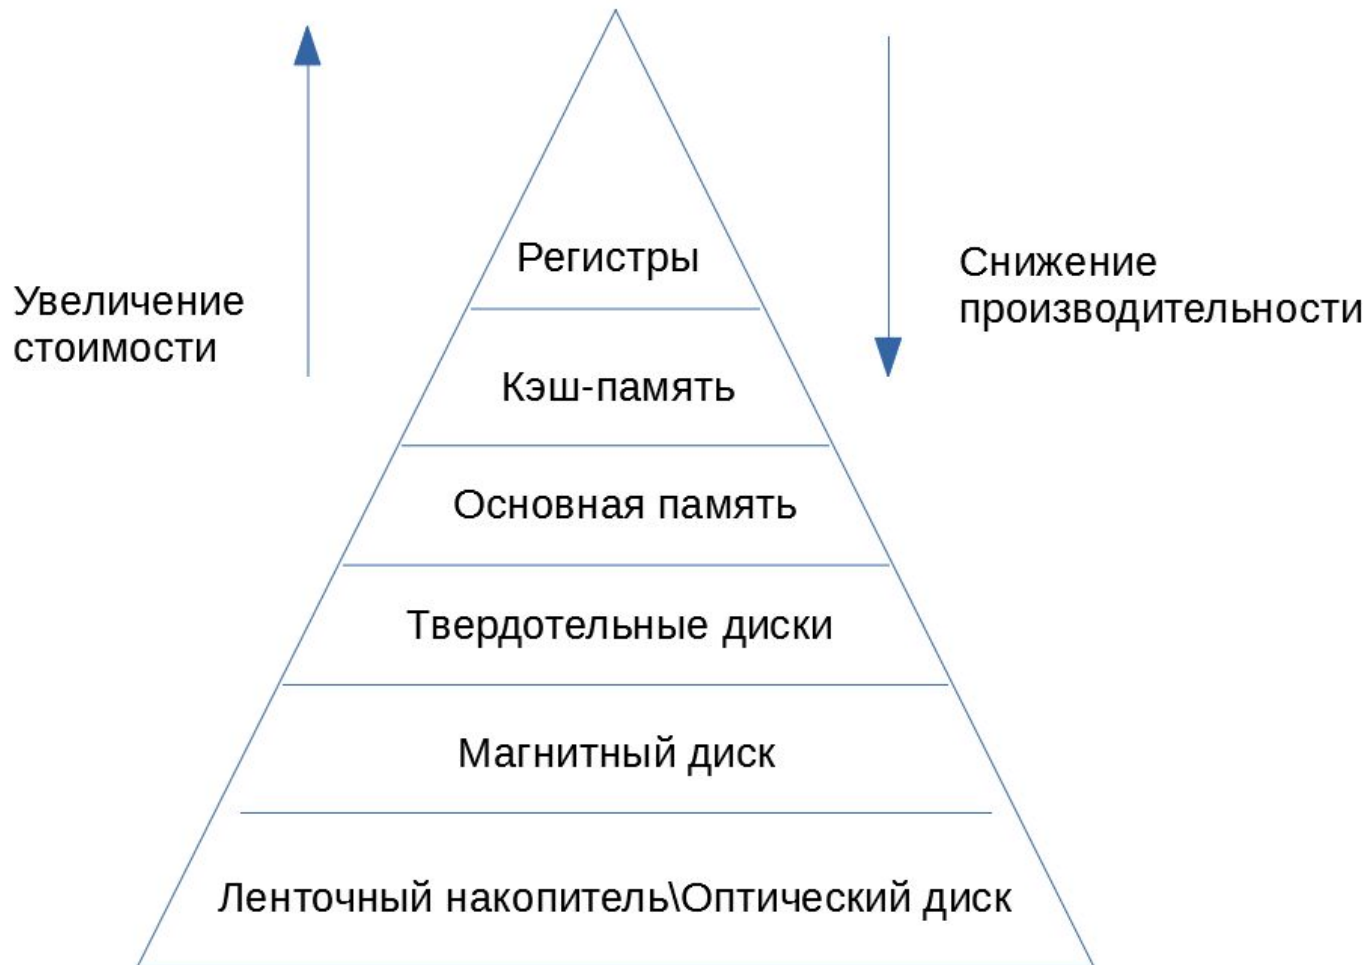 Регистры
Увеличение
стоимости
Снижение
производительности
Кэш-память
Основная память
Твердотельные диски
Магнитный диск
Ленточный накопитель\Оптический диск